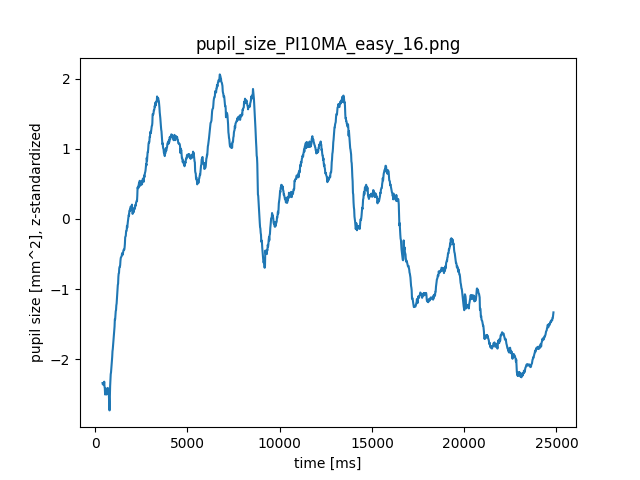 pupil_size_PI10MA_easy_16.png
2
1
0
−1
−2
pupil size [mm^2], z-standardized
0 5000 10000 15000 20000 25000
time [ms]